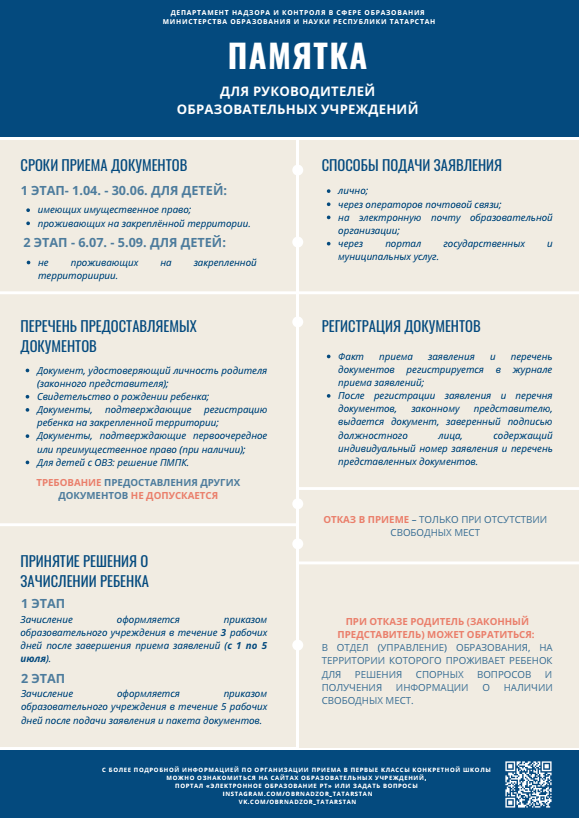 ДЕПАРТАМЕНТ НАДЗОРА И КОНТРОЛЯ В СФЕРЕ ОБРАЗОВАНИЯ
МИНИСТЕРСТВА ОБРАЗОВАНИЯ И НАУКИ РЕСПУБЛИКИ ТАТАРСТАН
ПАМЯТКА
ДЛЯ РУКОВОДИТЕЛЕЙ
ОБРАЗОВАТЕЛЬНЫХ УЧРЕЖДЕНИЙ
СРОКИ ПРИЕМА ДОКУМЕНТОВ
1 ЭТАП- 1.04. - 30.06. ДЛЯ ДЕТЕЙ:
• имеющих имущественное право;
• проживающих на закреплённой территории.
2 ЭТАП - 6.07. - 5.09. ДЛЯ ДЕТЕЙ:
• не проживающих на закрепленной
территориирии.
СПОСОБЫ ПОДАЧИ ЗАЯВЛЕНИЯ
• лично;
• через операторов почтовой связи;
• на электронную почту образовательной
организации;
• через портал государственных и
муниципальных услуг.
ПЕРЕЧЕНЬ ПРЕДОСТАВЛЯЕМЫХ
ДОКУМЕНТОВ
• Документ, удостоверяющий личность родителя
(законного представителя);
• Свидетельство о рождении ребенка;
• Документы, подтверждающие регистрацию
ребенка на закрепленной территории;
• Документы, подтверждающие первоочередное
или преимущественное право (при наличии);
• Для детей с ОВЗ: решение ПМПК.
ТРЕБОВАНИЕ ПРЕДОСТАВЛЕНИЯ ДРУГИХ
ДОКУМЕНТОВ НЕ ДОПУСКАЕТСЯ
РЕГИСТРАЦИЯ ДОКУМЕНТОВ
• Факт приема заявления и перечень
документов регистрируется в журнале
приема заявлений;
• После регистрации заявления и перечня
документов, законному представителю,
выдается документ, заверенный подписью
должностного лица, содержащий
индивидуальный номер заявления и перечень
представленных документов.
ОТКАЗ В ПРИЕМЕ – ТОЛЬКО ПРИ ОТСУТСТВИИ
СВОБОДНЫХ МЕСТ
ПРИНЯТИЕ РЕШЕНИЯ О
ЗАЧИСЛЕНИИ РЕБЕНКА
1 ЭТАП
Зачисление оформляется приказом
образовательного учреждения в течение 3 рабочих
дней после завершения приема заявлений (с 1 по 5
июля).
2 ЭТАП
Зачисление оформляется приказом
образовательного учреждения в течение 5 рабочих
дней после подачи заявления и пакета документов.
ПРИ ОТКАЗЕ РОДИТЕЛЬ (ЗАКОННЫЙ
ПРЕДСТАВИТЕЛЬ) МОЖЕТ ОБРАТИТЬСЯ:
В ОТДЕЛ (УПРАВЛЕНИЕ) ОБРАЗОВАНИЯ, НА
ТЕРРИТОРИИ КОТОРОГО ПРОЖИВАЕТ РЕБЕНОК
ДЛЯ РЕШЕНИЯ СПОРНЫХ ВОПРОСОВ И
ПОЛУЧЕНИЯ ИНФОРМАЦИИ О НАЛИЧИИ
СВОБОДНЫХ МЕСТ.
С БОЛЕЕ ПОДРОБНОЙ ИНФОРМАЦИЕЙ ПО ОРГАНИЗАЦИИ ПРИЕМА В ПЕРВЫЕ КЛАССЫ КОНКРЕТНОЙ ШКОЛЫ
МОЖНО ОЗНАКОМИТЬСЯ НА САЙТАХ ОБРАЗОВАТЕЛЬНЫХ УЧРЕЖДЕНИЙ,
ПОРТАЛ «ЭЛЕКТРОННОЕ ОБРАЗОВАНИЕ РТ» ИЛИ ЗАДАТЬ ВОПРОСЫ
INSTAGRAM.COM/OBRNADZOR_TATARSTAN
VK.COM/OBRNADZOR_TATARSTAN